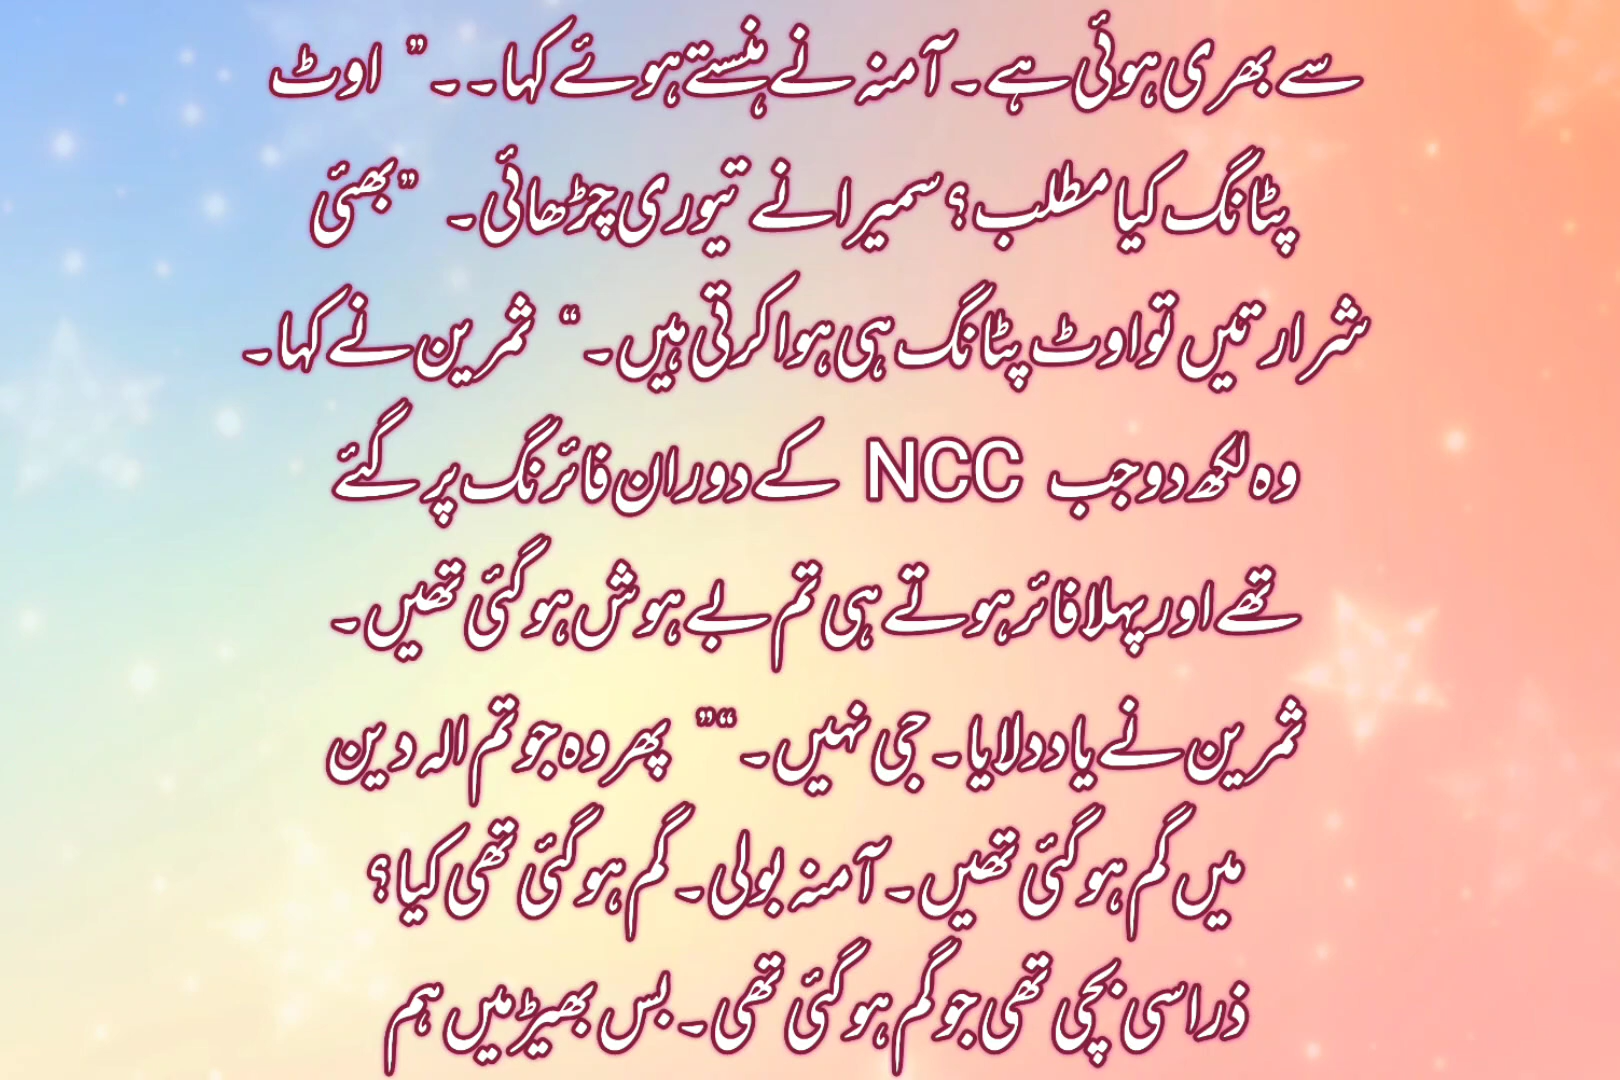 سے بھری ہوئی ہے۔ آمنہ نے ہنستے ہوئے کہا۔۔” اوٹ
پٹانگ کیا مطلب؟ سمیرا نے تیوری چڑھائی۔ ”بھئی
شرارتیں تو اوٹ پٹانگ ہی ہوا کرتی ہیں۔“ ثمرین نے کہا۔
وہ لکھ دو جب NCC کے دوران فائرنگ پر گئے
تھے اور پہلا فائر ہوتے ہی تم بے ہوش ہو گئی تھیں۔
ثمرین نے یاد دلایا۔ جی نہیں۔“” پھر وہ جو تم الہ دین
میں گم ہو گئی تھیں۔ آمنہ بولی۔ گم ہو گئی تھی کیا؟
ذرا سی بچی تھی جو گم ہو گئی تھی۔ بس بھیڑ میں ہم